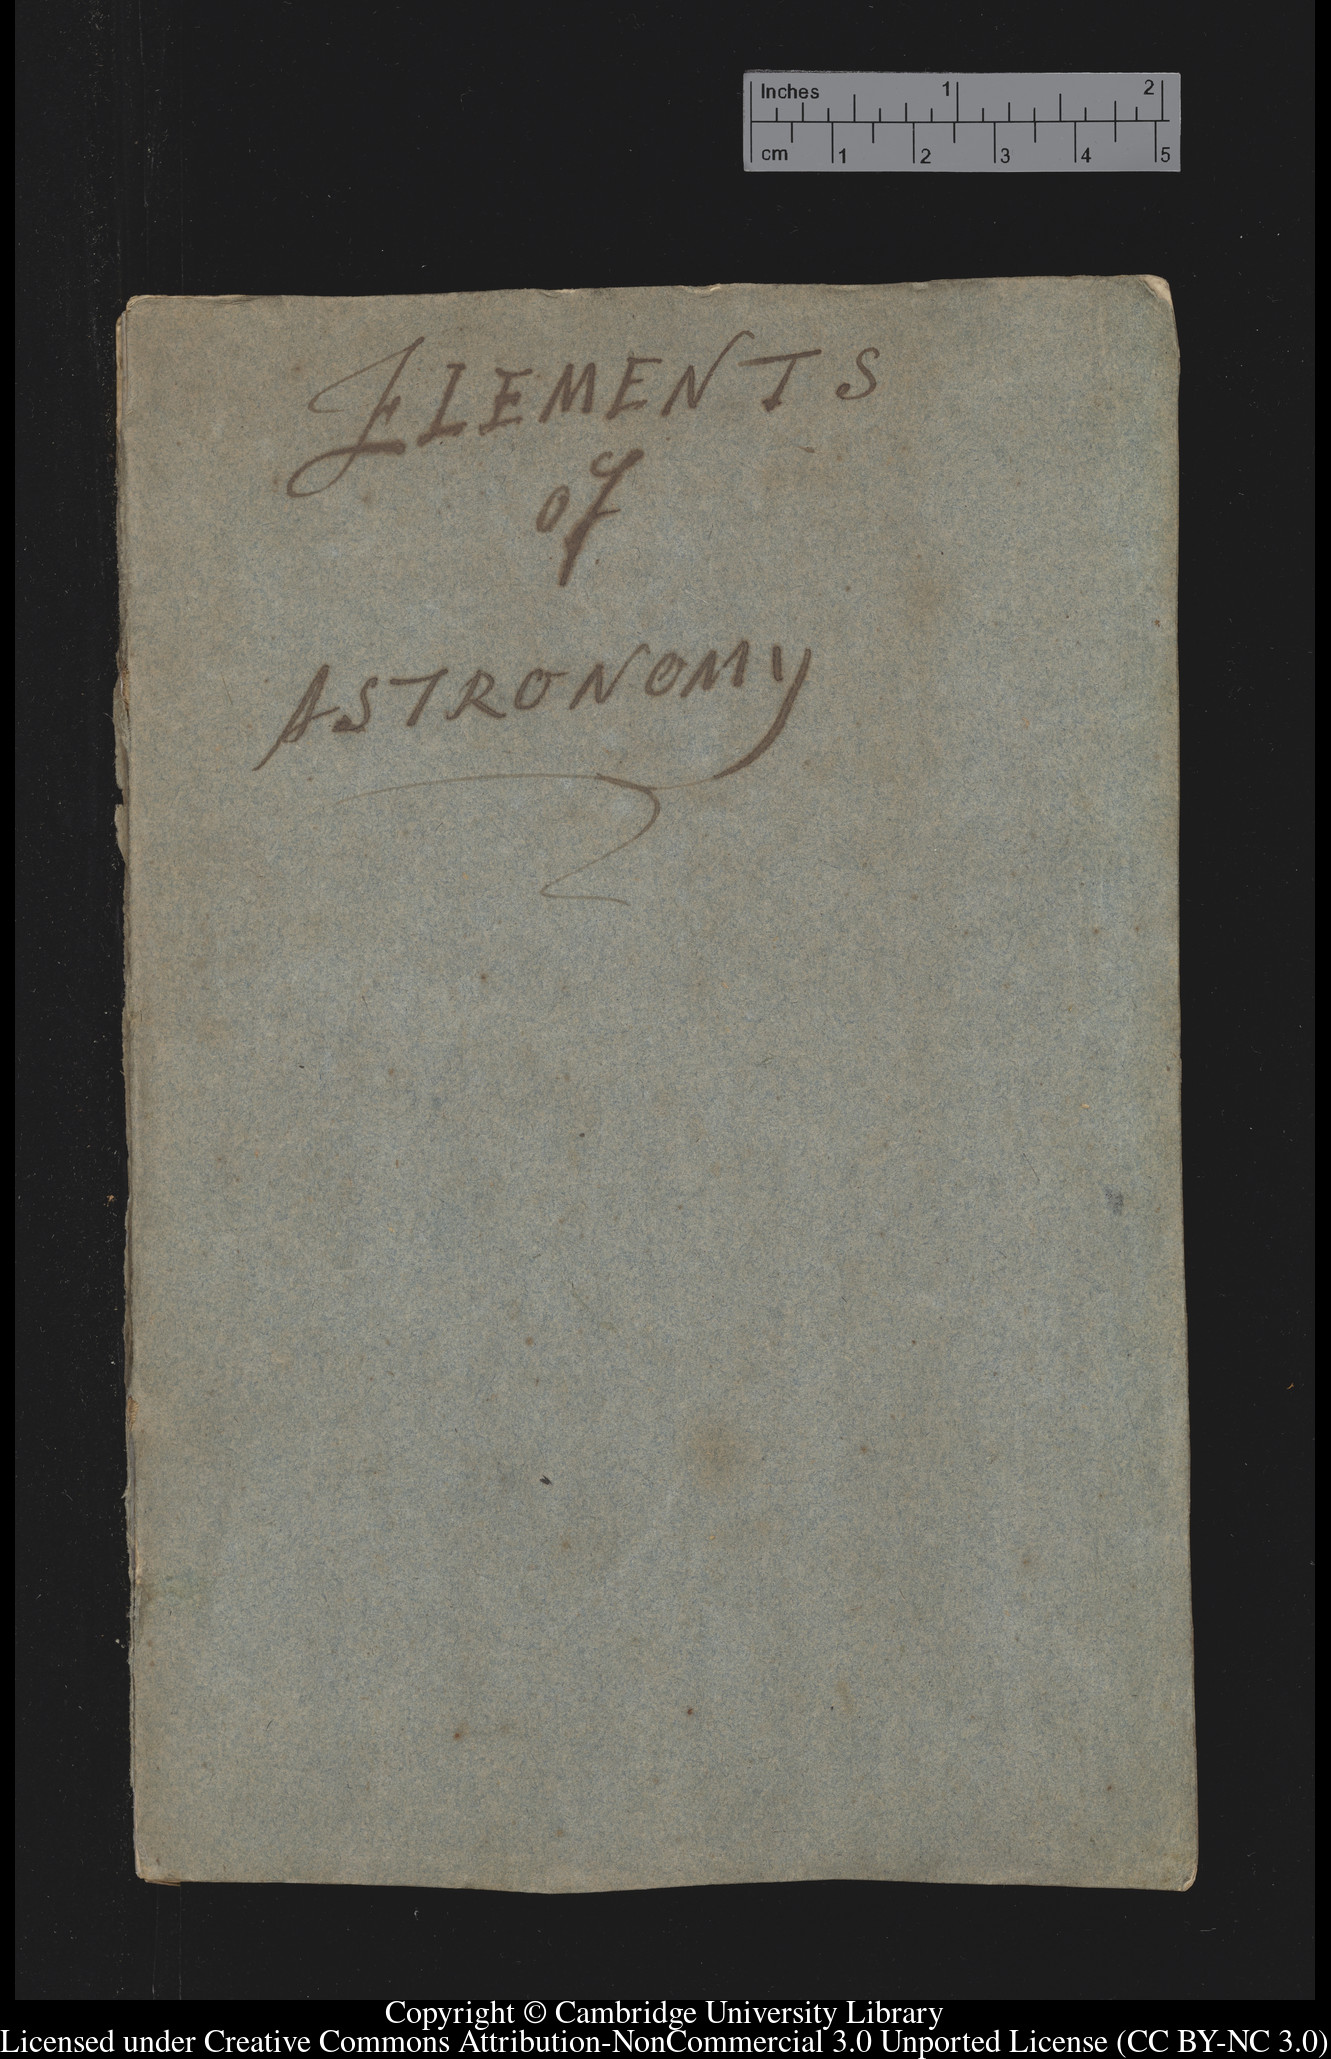 Inches 1 2
cm 1 2 3 4 5
ELEMENTS
of
ASTRONOMY
Copyright © Cambridge University Library
Licensed under Creative Commons Attribution-NonCommercial 3.0 Unported License (CC BY-NC 3.0)